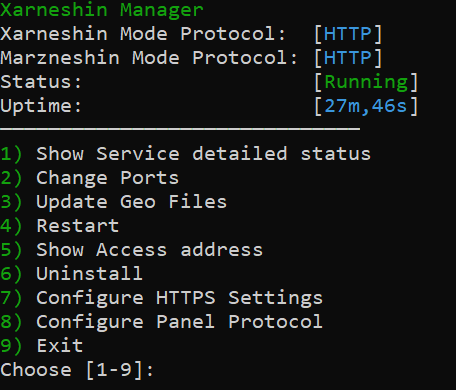 Xarneshin Manager
Xarneshin Mode Protocol:  [HTTP]
Marzneshin Mode Protocol: [HTTP]
Status:                   [Running]
Uptime:                   [27m,46s]
1) Show Service detailed status
2) Change Ports
3) Update Geo Files
4) Restart
5) Show Access address
6) Uninstall
7) Configure HTTPS Settings
8) Configure Panel Protocol
9) Exit
Choose [1-9]: